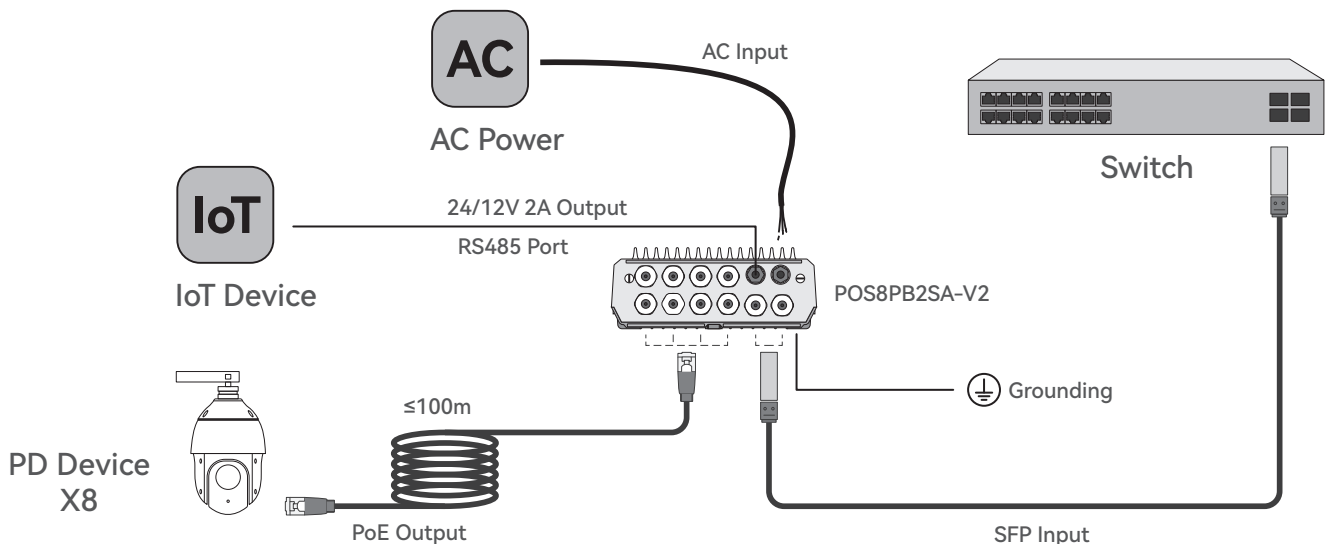 AC
AC Input
AC Power
Switch
IoT
24/12V 2A Output
RS485 Port
IoT Device
POS8PB2SA-V2
≤100m
Grounding
PD Device
X8
PoE Output
SFP Input